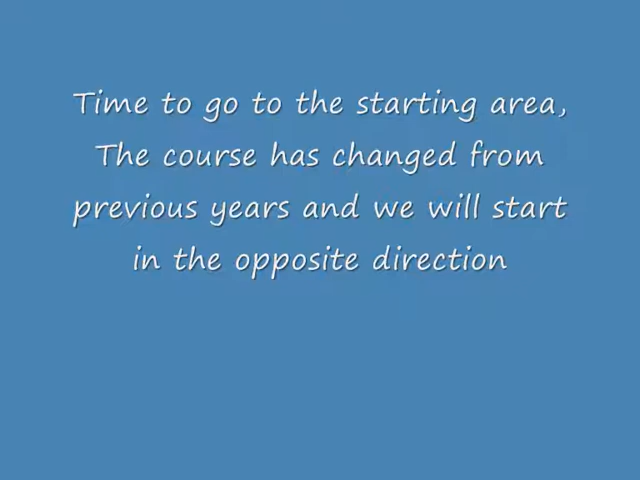 Time to go to the starting area,
The course has changed from
previous years and we will start
in the opposite direction